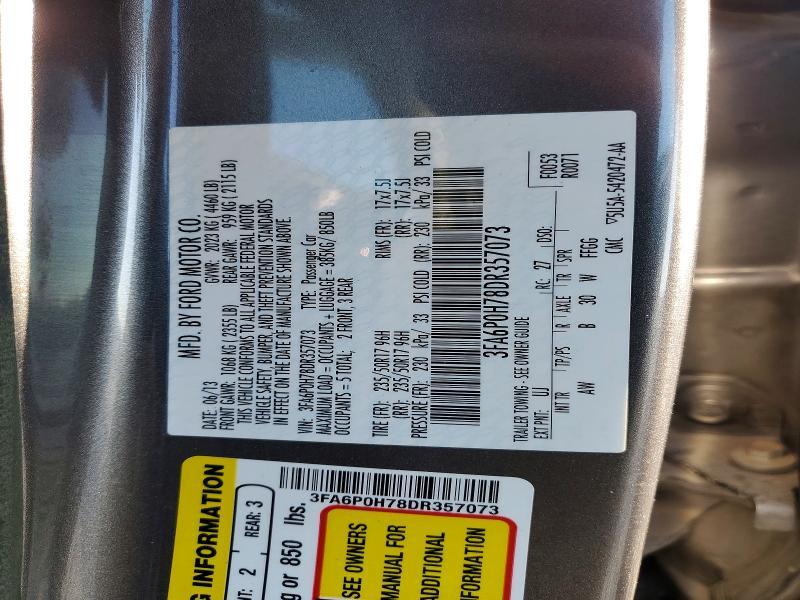 MFD. BY FORD MOTOR CO.
DATE: 06/13 GVWR: 2023 KG ( 4460 LB)
FRONT GAWR: 1068 KG ( 2355 LB) REAR GAWR: 959 KG ( 2115 LB)
THIS VEHICLE CONFORMS TO ALL APPLICABLE FEDERAL MOTOR
VEHICLE SAFETY, BUMPER, AND THEFT PREVENTION STANDARDS
IN EFFECT ON THE DATE OF MANUFACTURE SHOWN ABOVE.
VIN: 3FA6P0H78DR357073 TYPE: Passenger Car
MAXIMUM LOAD = OCCUPANTS + LUGGAGE = 385KG/ 850LB
OCCUPANTS = 5 TOTAL; 2 FRONT, 3 REAR
TIRE (FR): 235/50R17 96H RIMS (FR): 17x7.5J
(RR): 235/50R17 96H (RR): 17x7.5J
PRESSURE (FR): 230 kPa/ 33 PSI COLD (RR): 230 kPa/ 33 PSI COLD
3FA6P0H78DR357073
TRAILER TOWING - SEE OWNER GUIDE
EXT PNT: UJ RC: 27 DSO: F0053
R0071
INT TR TP/PS R AXLE TR SPR
AW B 30 W FFGG
CMC ▽5U5A-5420472-AA
G INFORMATION
NT: 2 REAR: 3
3FA6P0H78DR357073
g or 850 lbs.
SEE OWNERS
MANUAL FOR
ADDITIONAL
INFORMATION